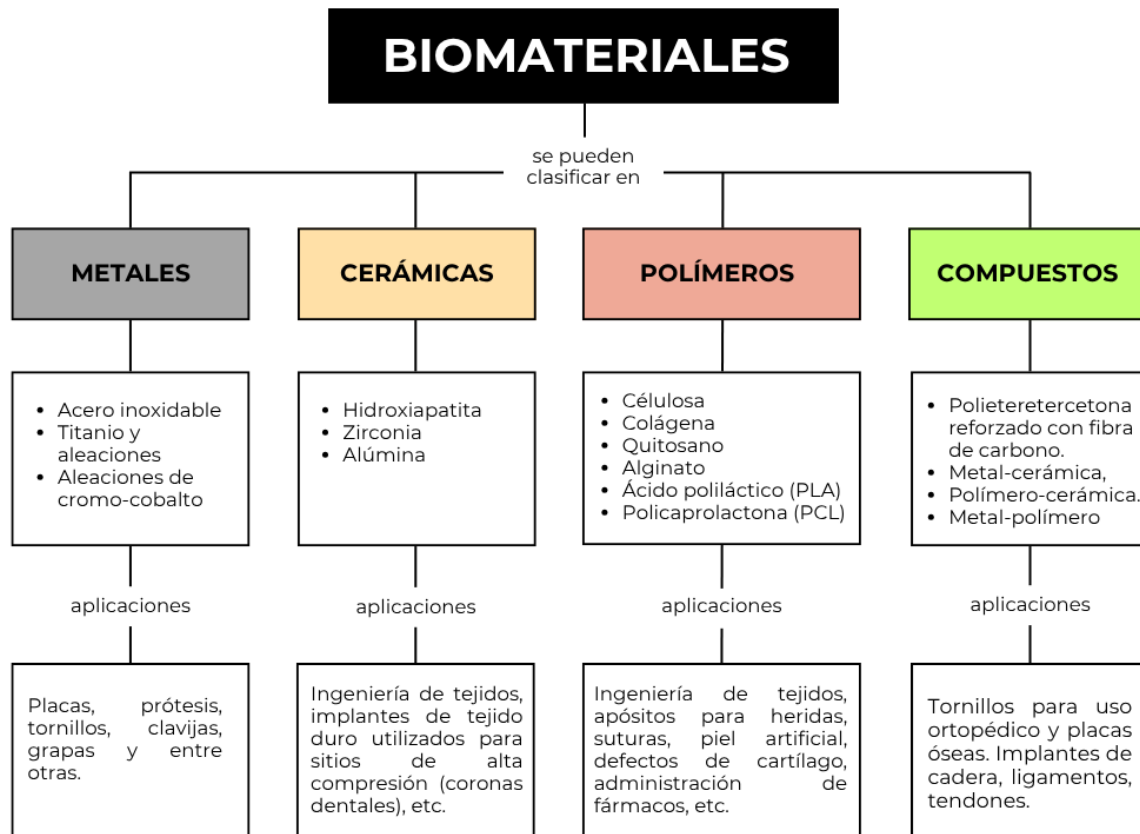 BIOMATERIALES
se pueden
clasificar en
METALES
CERÁMICAS
POLÍMEROS
COMPUESTOS
• Acero inoxidable
• Titanio y
aleaciones
• Aleaciones de
cromo-cobalto
• Hidroxiapatita
• Zirconia
• Alúmina
• Célulosa
• Colágena
• Quitosano
• Alginato
• Ácido poliláctico (PLA)
• Policaprolactona (PCL)
• Polieteretercetona
reforzado con fibra
de carbono.
• Metal-cerámica,
• Polímero-cerámica.
• Metal-polímero
aplicaciones
aplicaciones
aplicaciones
aplicaciones
Placas, prótesis,
tornillos, clavijas,
grapas y entre
otras.
Ingeniería de tejidos,
implantes de tejido
duro utilizados para
sitios de alta
compresión (coronas
dentales), etc.
Ingeniería de tejidos,
apósitos para heridas,
suturas, piel artificial,
defectos de cartílago,
administración de
fármacos, etc.
Tornillos para uso
ortopédico y placas
óseas. Implantes de
cadera, ligamentos,
tendones.